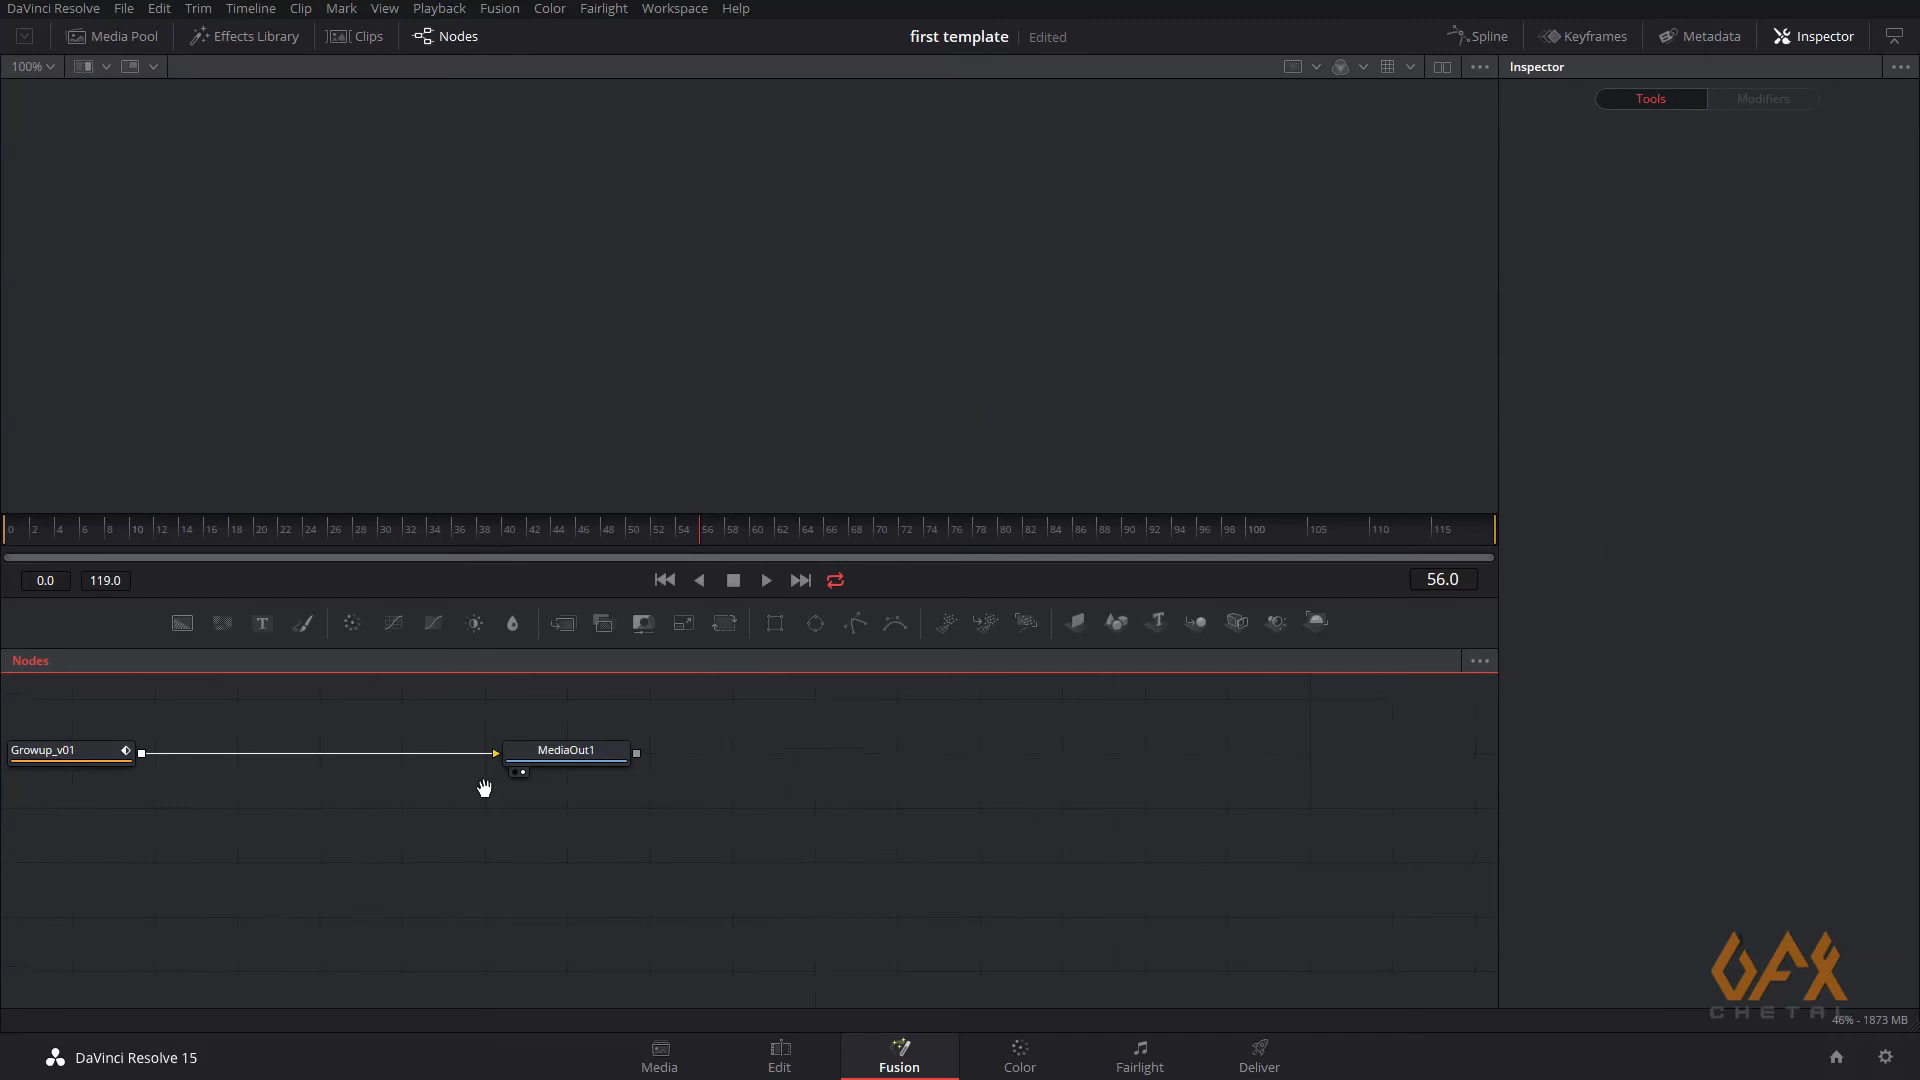 DaVinci Resolve File Edit Trim Timeline Clip Mark View Playback Fusion Color Fairlight Workspace Help
Media Pool Effects Library Clips Nodes first template Edited Spline Keyframes Metadata Inspector
100% Inspector
Tools Modifiers
0 2 4 6 8 10 12 14 16 18 20 22 24 26 28 30 32 34 36 38 40 42 44 46 48 50 52 54 56 58 60 62 64 66 68 70 72 74 76 78 80 82 84 86 88 90 92 94 96 98 100 105 110 115
0.0 119.0 56.0
Nodes
Growup_v01 MediaOut1
GFX
CHETAI
46% - 1873 MB
DaVinci Resolve 15 Media Edit Fusion Color Fairlight Deliver